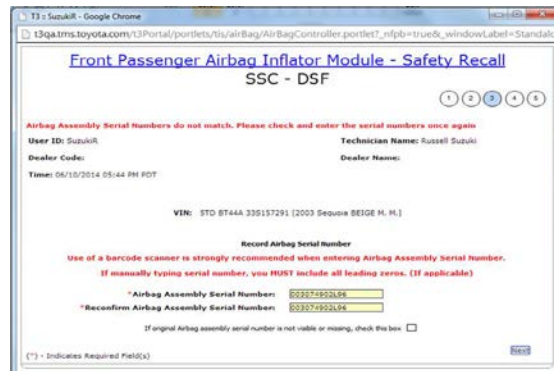 T3 :: SuzukiR - Google Chrome
t3qa.tms.toyota.com/t3Portal/portlets/tis/airBag/AirBagController.portlet?_nfpb=true&_windowLabel=Standalo
Front Passenger Airbag Inflator Module - Safety Recall
SSC - DSF
1 2 3 4 5
Airbag Assembly Serial Numbers do not match. Please check and enter the serial numbers once again
User ID: SuzukiR Technician Name: Russell Suzuki
Dealer Code: Dealer Name:
Time: 06/10/2014 05:44 PM PDT
VIN: 5TD BT44A 33S157291 [2003 Sequoia BEIGE M. M.]
Record Airbag Serial Number
Use of a barcode scanner is strongly recommended when entering Airbag Assembly Serial Number.
If manually typing serial number, you MUST include all leading zeros. (If applicable)
*Airbag Assembly Serial Number:
*Reconfirm Airbag Assembly Serial Number:
If original Airbag assembly serial number is not visible or missing, check this box
(*) - Indicates Required Field(s) Next